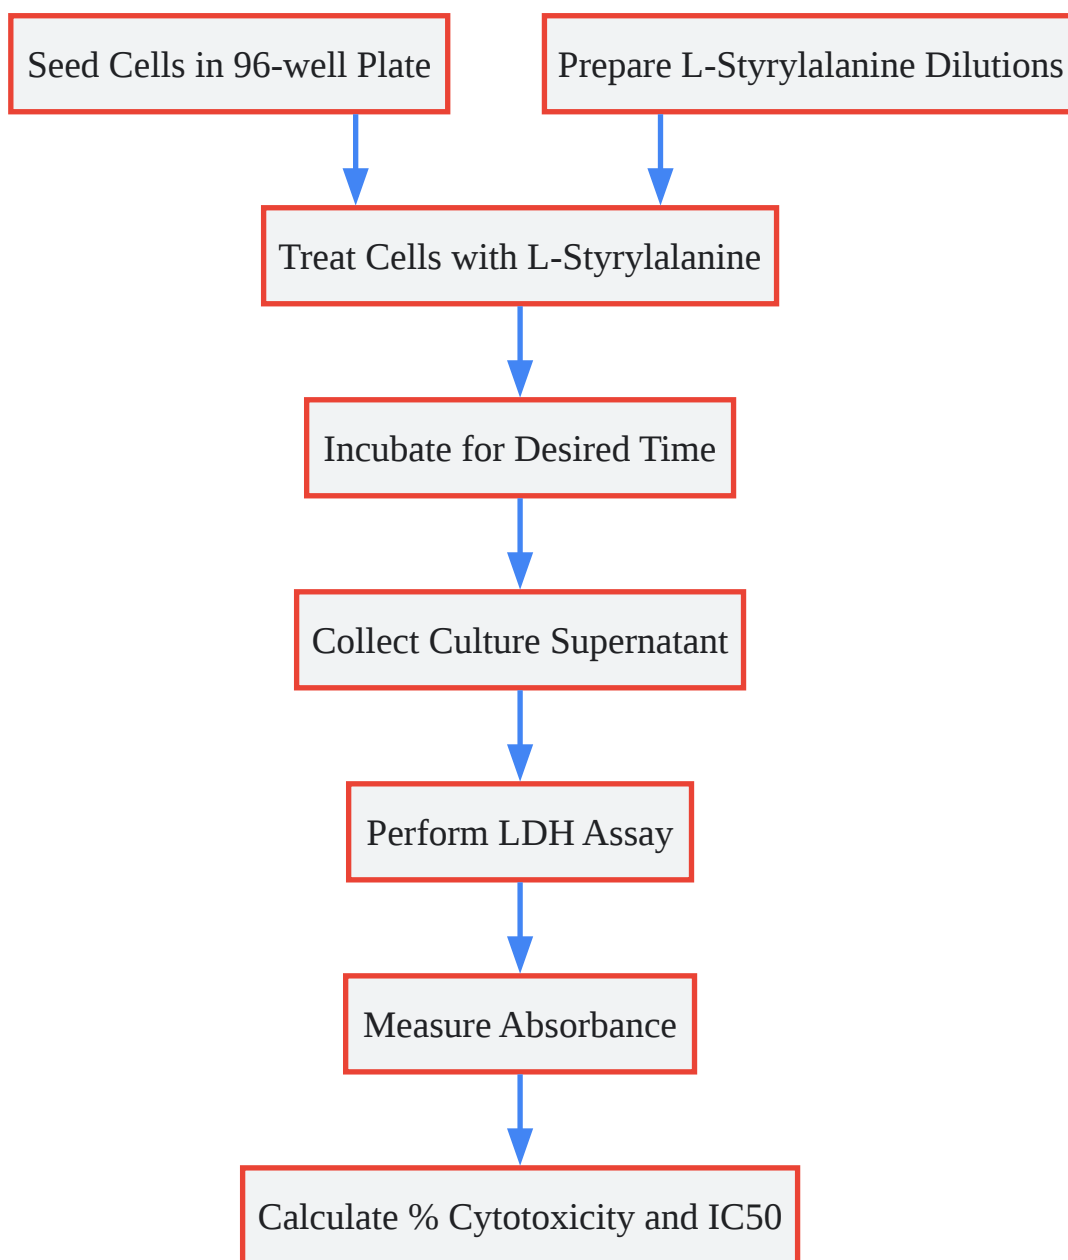 Seed Cells in 96-well Plate
Prepare L-Styrylalanine Dilutions
Treat Cells with L-Styrylalanine
Incubate for Desired Time
Collect Culture Supernatant
Perform LDH Assay
Measure Absorbance
Calculate % Cytotoxicity and IC50